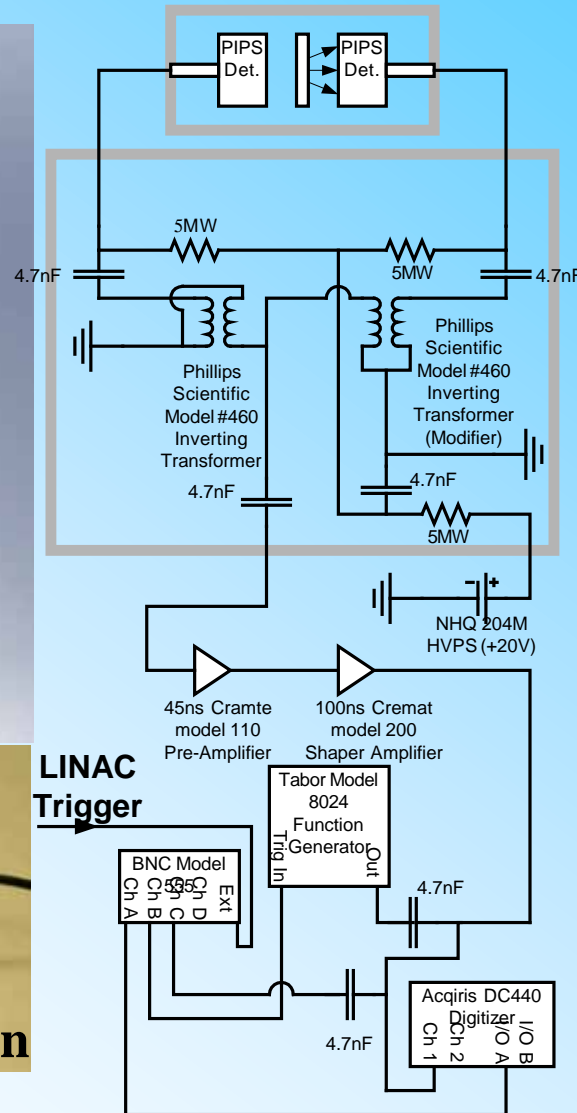 PIPS
Det.
PIPS
Det.
5MW
5MW
4.7nF
4.7nF
Phillips
Scientific
Model #460
Inverting
Transformer
Phillips
Scientific
Model #460
Inverting
Transformer
(Modifier)
4.7nF
4.7nF
5MW
- +
NHQ 204M
HVPS (+20V)
45ns Cramte
model 110
Pre-Amplifier
100ns Cremat
model 200
Shaper Amplifier
LINAC
Trigger
Tabor Model
8024
Function
Generator
Trig In
Out
BNC Model
555
Ch A
Ch B
Ch C
Ch D
Ext
4.7nF
4.7nF
Acqiris DC440
Digitizer
Ch 1
Ch 2
I/O A
I/O B
n